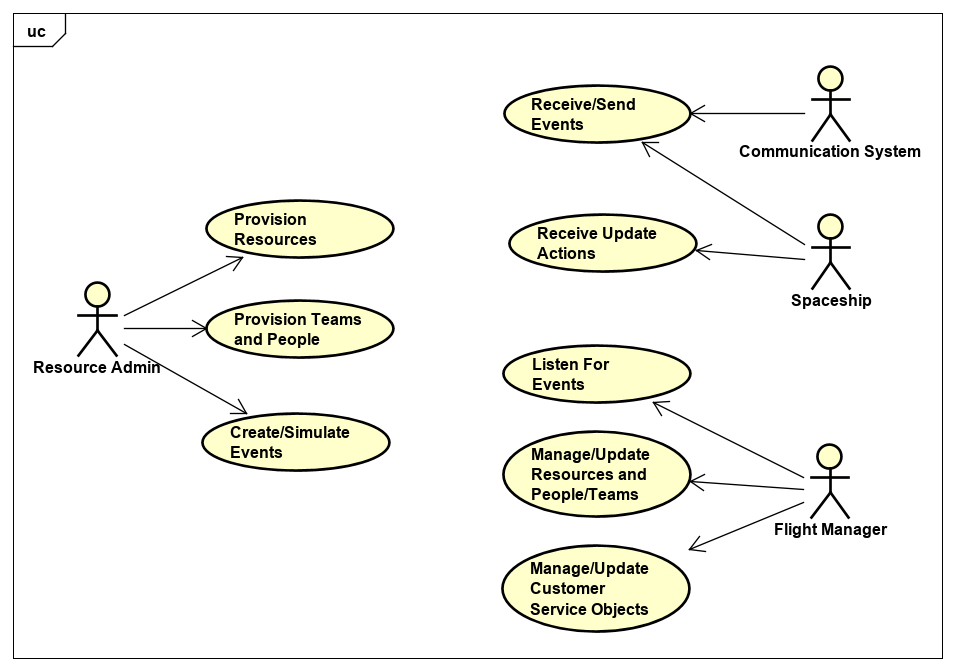 uc
Provision
Resources
Provision Teams
and People
Resource Admin
Create/Simulate
Events
Receive/Send
Events
Communication System
Receive Update
Actions
Spaceship
Listen For
Events
Manage/Update
Resources and
People/Teams
Flight Manager
Manage/Update
Customer
Service Objects